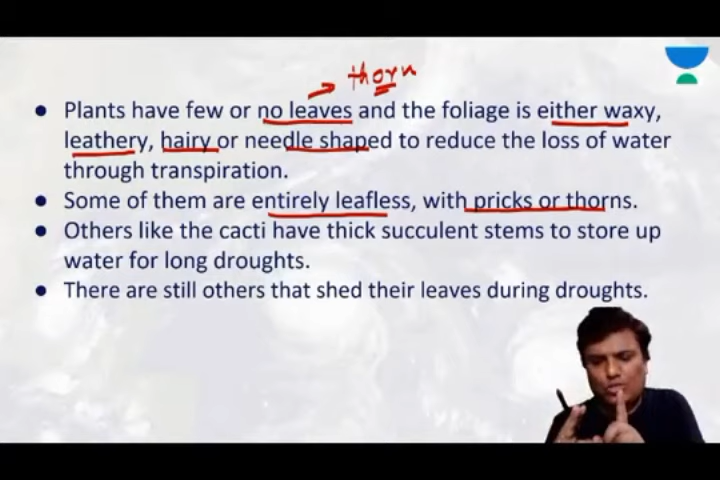 thorn
● Plants have few or no leaves and the foliage is either waxy,
leathery, hairy or needle shaped to reduce the loss of water
through transpiration.
● Some of them are entirely leafless, with pricks or thorns.
● Others like the cacti have thick succulent stems to store up
water for long droughts.
● There are still others that shed their leaves during droughts.